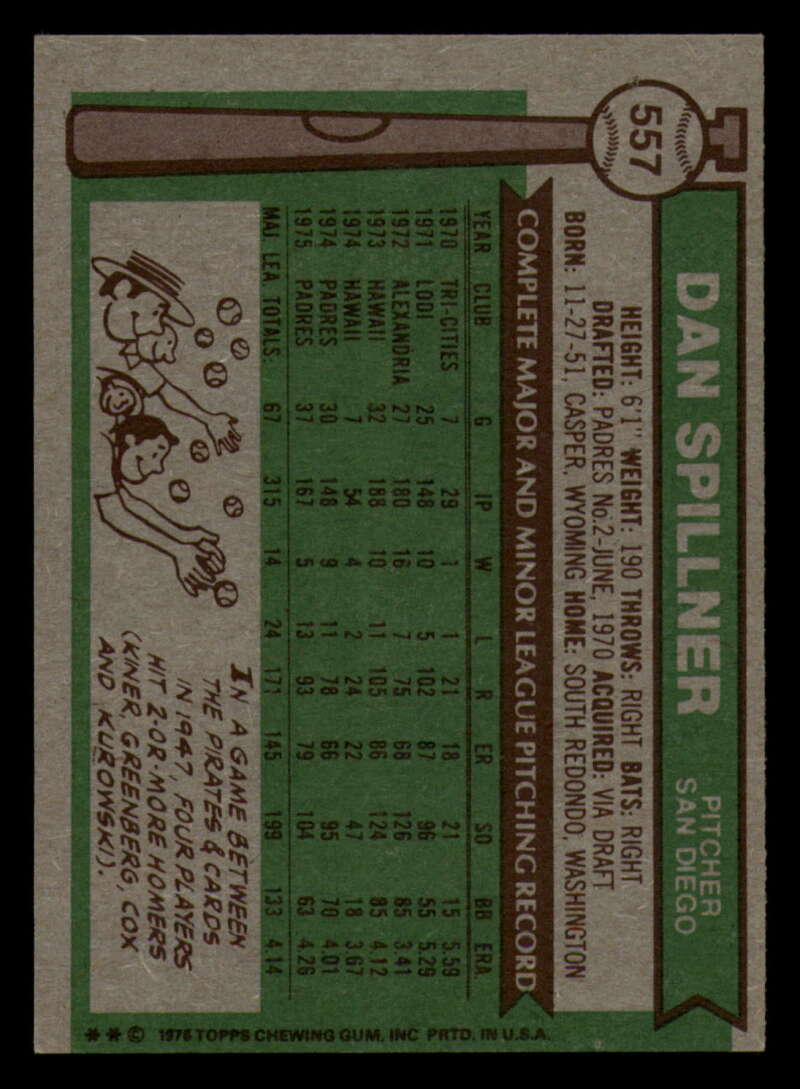 557
DAN SPILLNER
PITCHER
SAN DIEGO
HEIGHT: 6'1" WEIGHT: 190 THROWS: RIGHT BATS: RIGHT
DRAFTED: PADRES No.2-JUNE, 1970 ACQUIRED: VIA DRAFT
BORN: 11-27-51, CASPER, WYOMING HOME: SOUTH REDONDO, WASHINGTON
COMPLETE MAJOR AND MINOR LEAGUE PITCHING RECORD
YEAR CLUB G IP W L R ER SO BB ERA
1970 TRI-CITIES 7 29 1 1 21 18 21 15 5.59
1971 LODI 25 148 10 5 102 87 96 55 5.29
1972 ALEXANDRIA 27 180 16 7 75 68 126 85 3.41
1973 HAWAII 32 188 10 11 105 86 124 85 4.12
1974 HAWAII 7 54 4 2 24 22 47 18 3.67
1974 PADRES 30 148 9 11 78 66 95 70 4.01
1975 PADRES 37 167 5 13 93 79 104 63 4.26
MAJ. LEA TOTALS: 67 315 14 24 171 145 199 133 4.14
IN A GAME BETWEEN
THE PIRATES & CARDS
IN 1947, FOUR PLAYERS
HIT 2-OR-MORE HOMERS
(KINER, GREENBERG, COX
AND KUROWSKI).
** © 1976 TOPPS CHEWING GUM, INC PRTD. IN U.S.A.